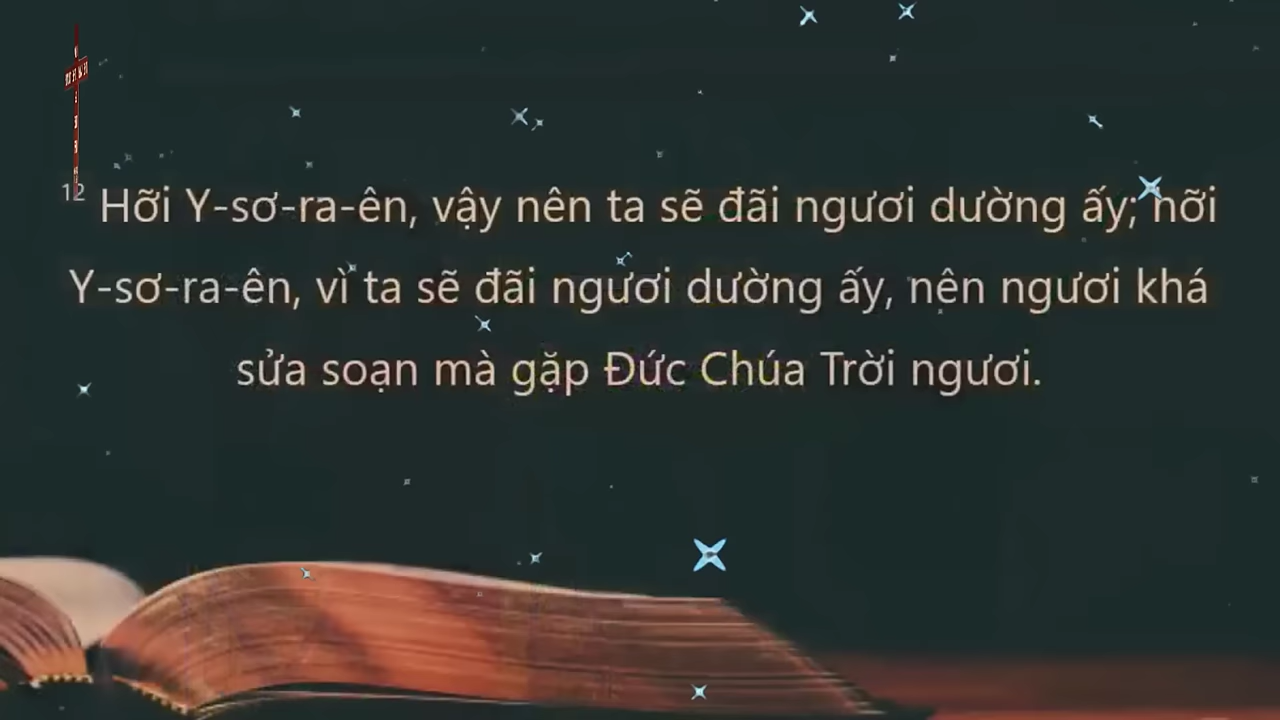 12 Hỡi Y-sơ-ra-ên, vậy nên ta sẽ đãi ngươi dường ấy; hỡi
Y-sơ-ra-ên, vì ta sẽ đãi ngươi dường ấy, nên ngươi khá
sửa soạn mà gặp Đức Chúa Trời ngươi.